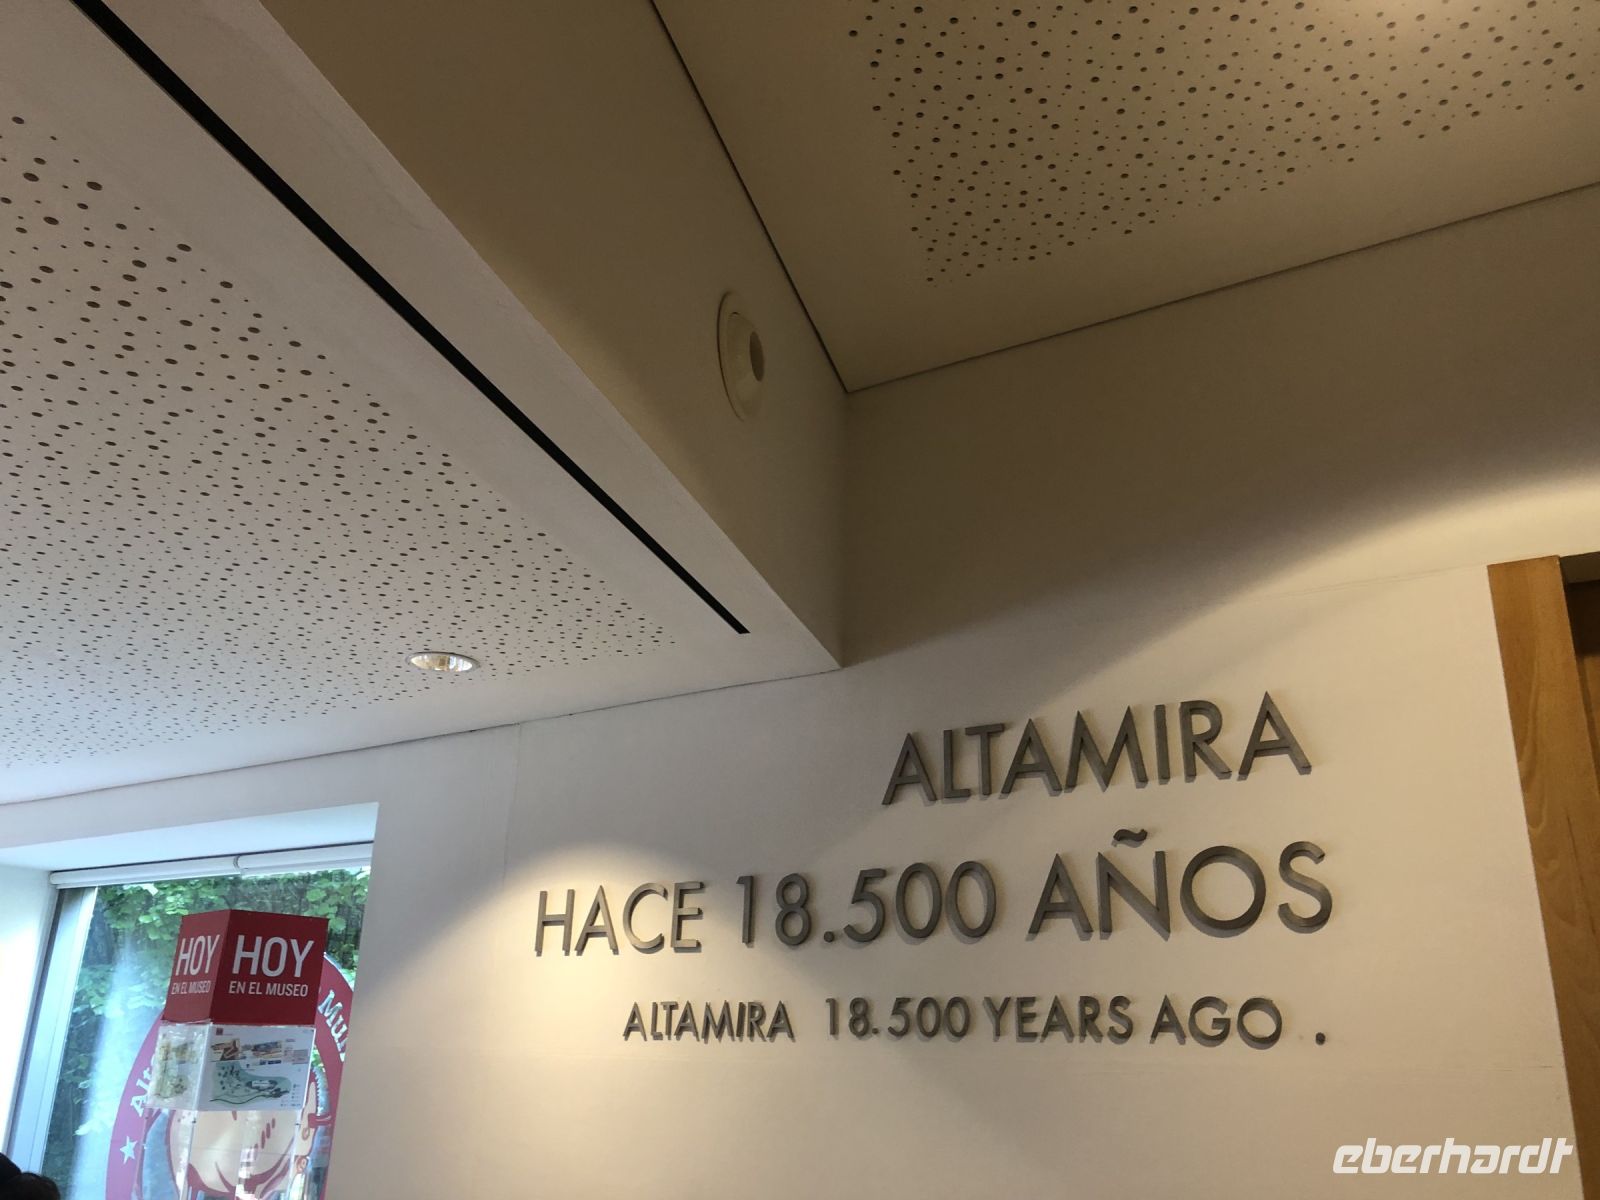 ALTAMIRA
HACE 18.500 AÑOS
ALTAMIRA 18.500 YEARS AGO .
HOY
EN EL MUSEO
HOY
EN EL MUSEO
eberhardt